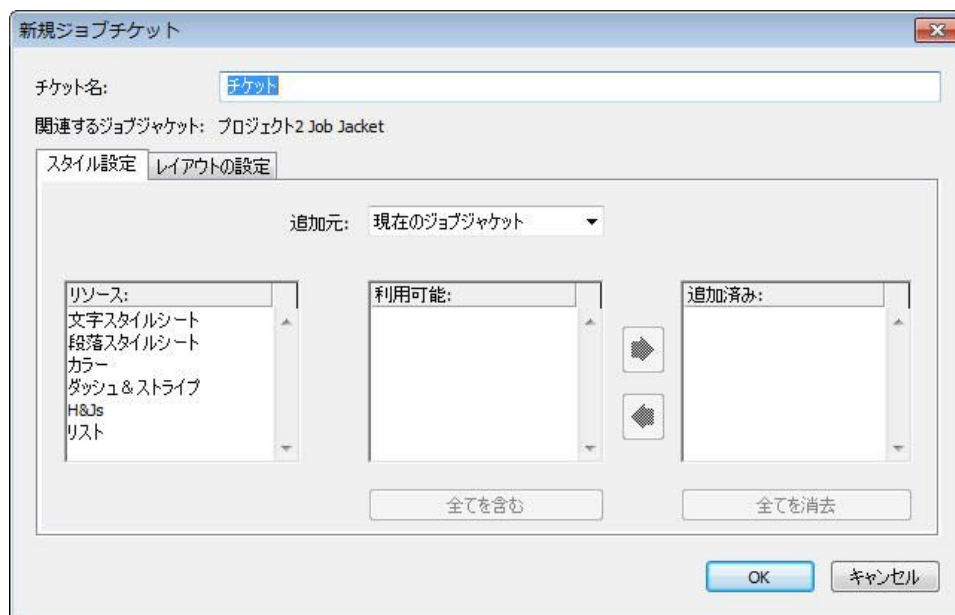 新規ジョブチケット
チケット名: チケット
関連するジョブジャケット: プロジェクト2 Job Jacket
スタイル設定 レイアウトの設定
追加元: 現在のジョブジャケット
リソース: 利用可能: 追加済み:
文字スタイルシート
段落スタイルシート
カラー
ダッシュ&ストライプ
H&Js
リスト
全てを含む 全てを消去
OK キャンセル